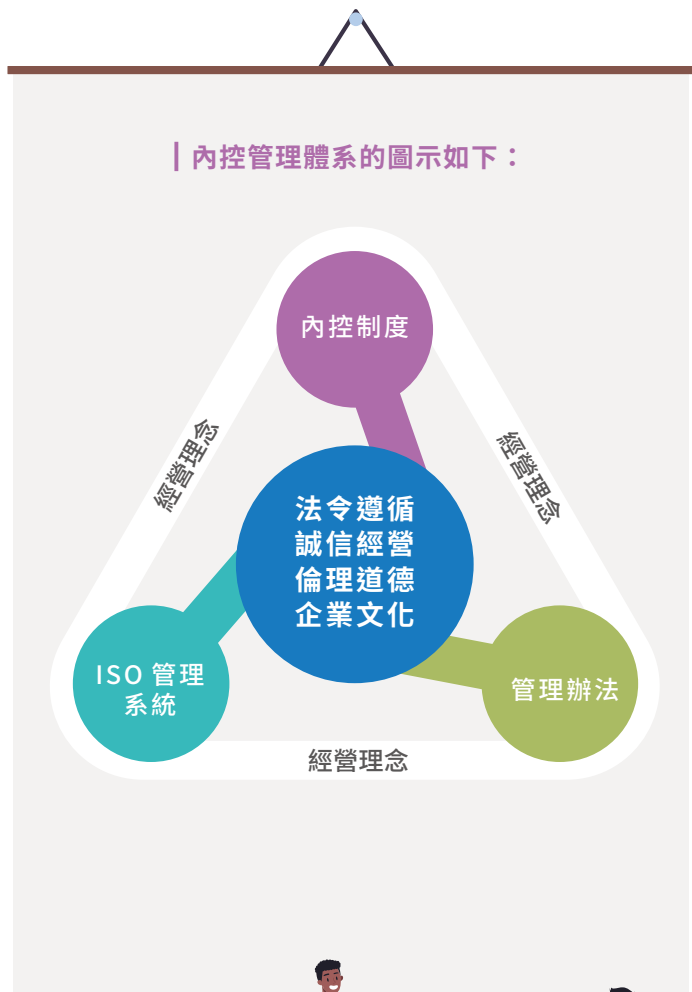 內控管理體系的圖示如下：
內控制度
經營理念
經營理念
法令遵循
誠信經營
倫理道德
企業文化
ISO 管理
系統
管理辦法
經營理念